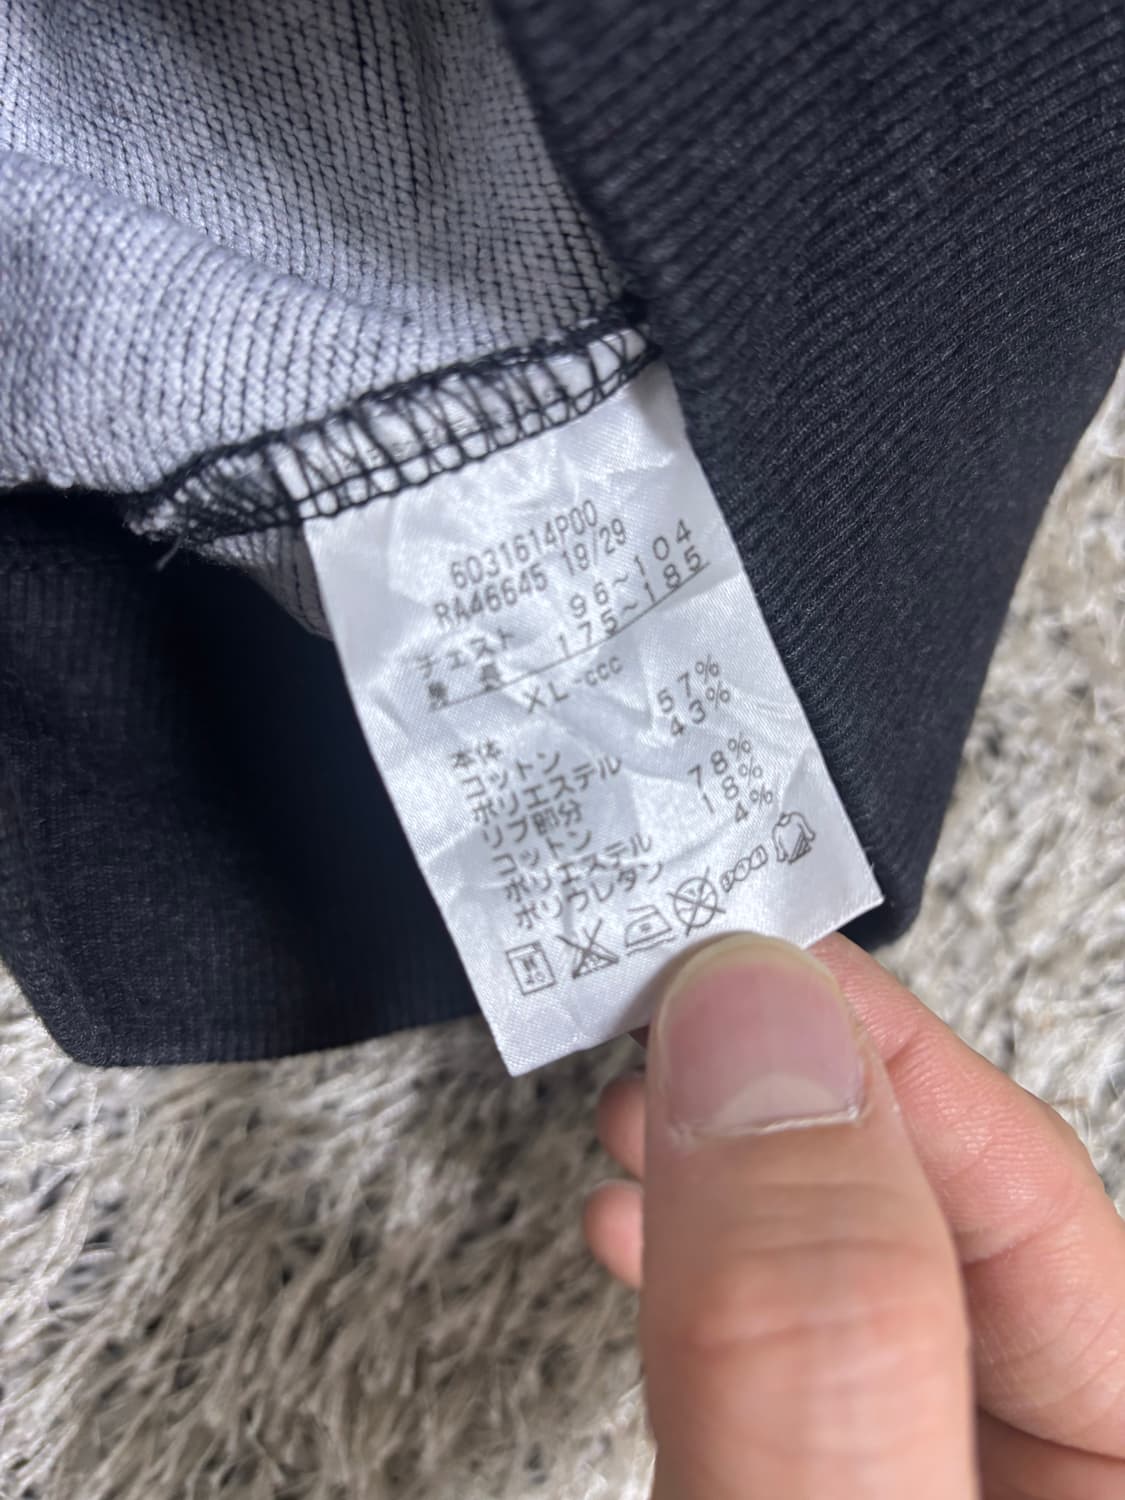 6031614P00
RA46645 19/29
チェスト 96~104
身長 175~185
XL-ccc
本体
コットン 57%
ポリエステル 43%
リブ部分
コットン 78%
ポリエステル 18%
ポリウレタン 4%